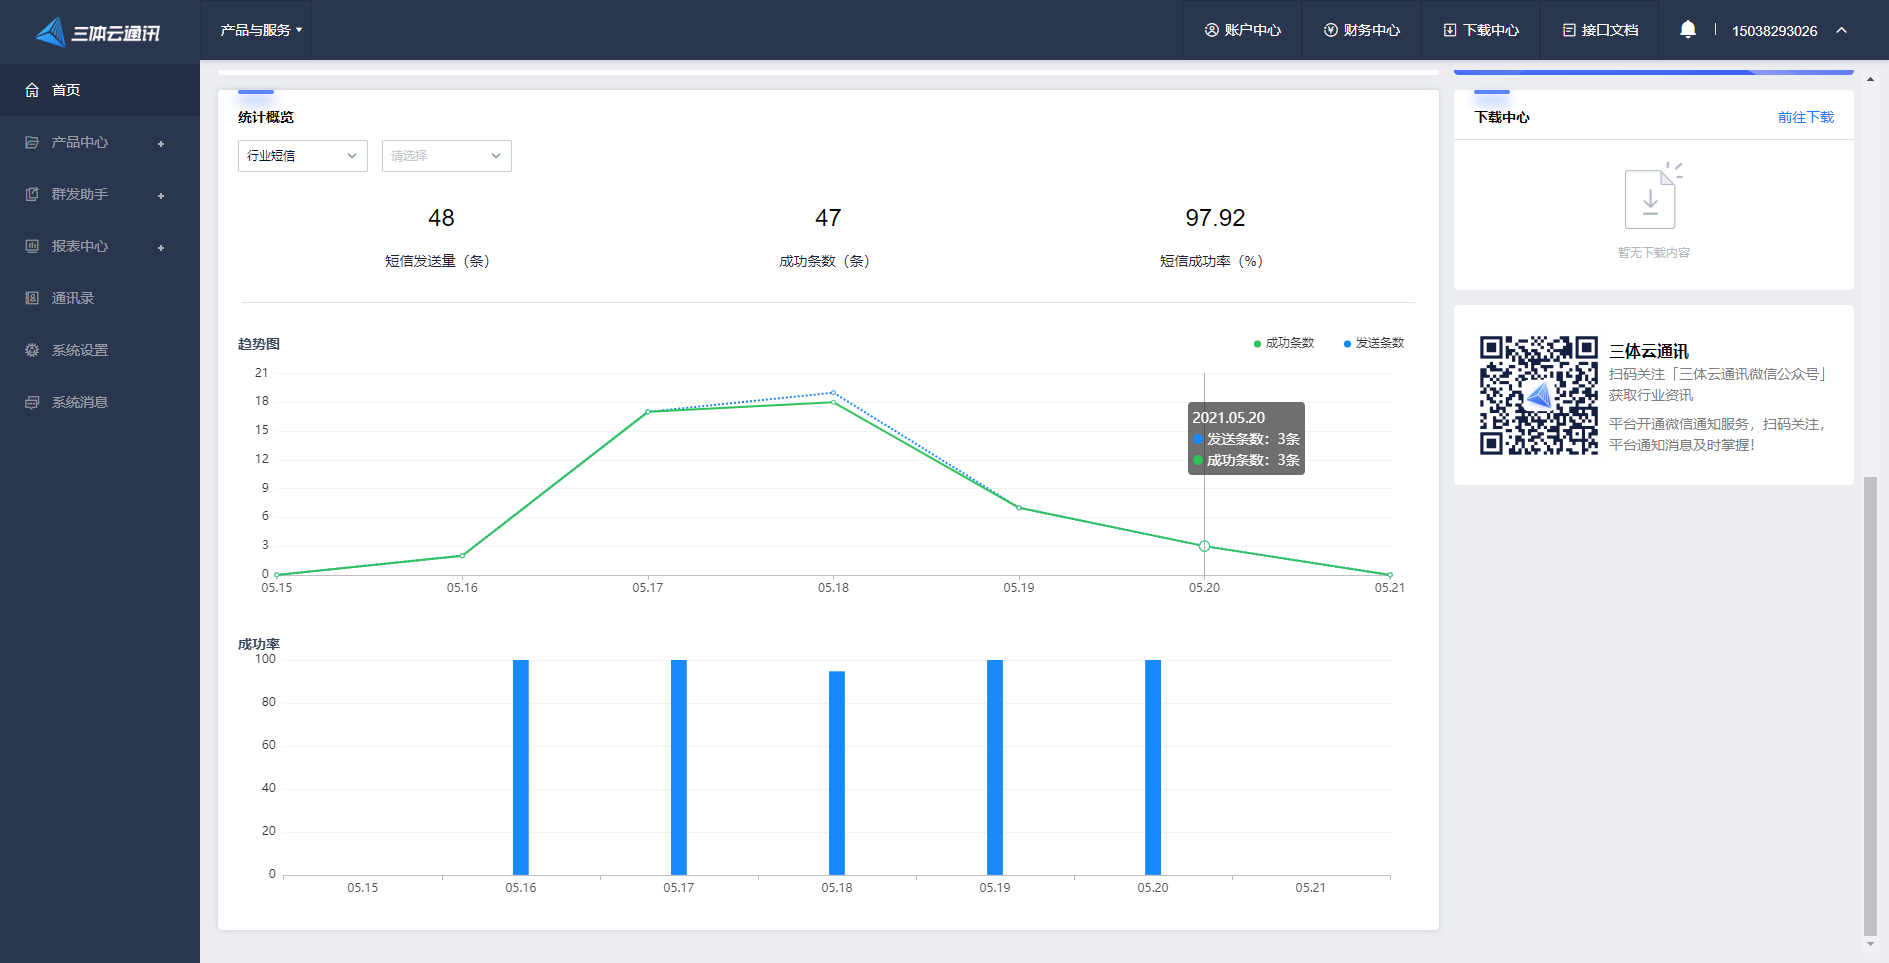 三体云通讯
产品与服务
账户中心
财务中心
下载中心
接口文档
15038293026
首页
产品中心 +
群发助手 +
报表中心 +
通讯录
系统设置
系统消息
统计概览
行业短信
请选择
48
47
97.92
短信发送量（条）
成功条数（条）
短信成功率（%）
趋势图
成功条数
发送条数
21
18
15
12
9
6
3
0
05.15
05.16
05.17
05.18
05.19
05.20
05.21
2021.05.20
发送条数：3条
成功条数：3条
成功率
100
80
60
40
20
0
05.15
05.16
05.17
05.18
05.19
05.20
05.21
下载中心
前往下载
暂无下载内容
三体云通讯
扫码关注「三体云通讯微信公众号」
获取行业资讯
平台开通微信通知服务，扫码关注，
平台通知消息及时掌握！